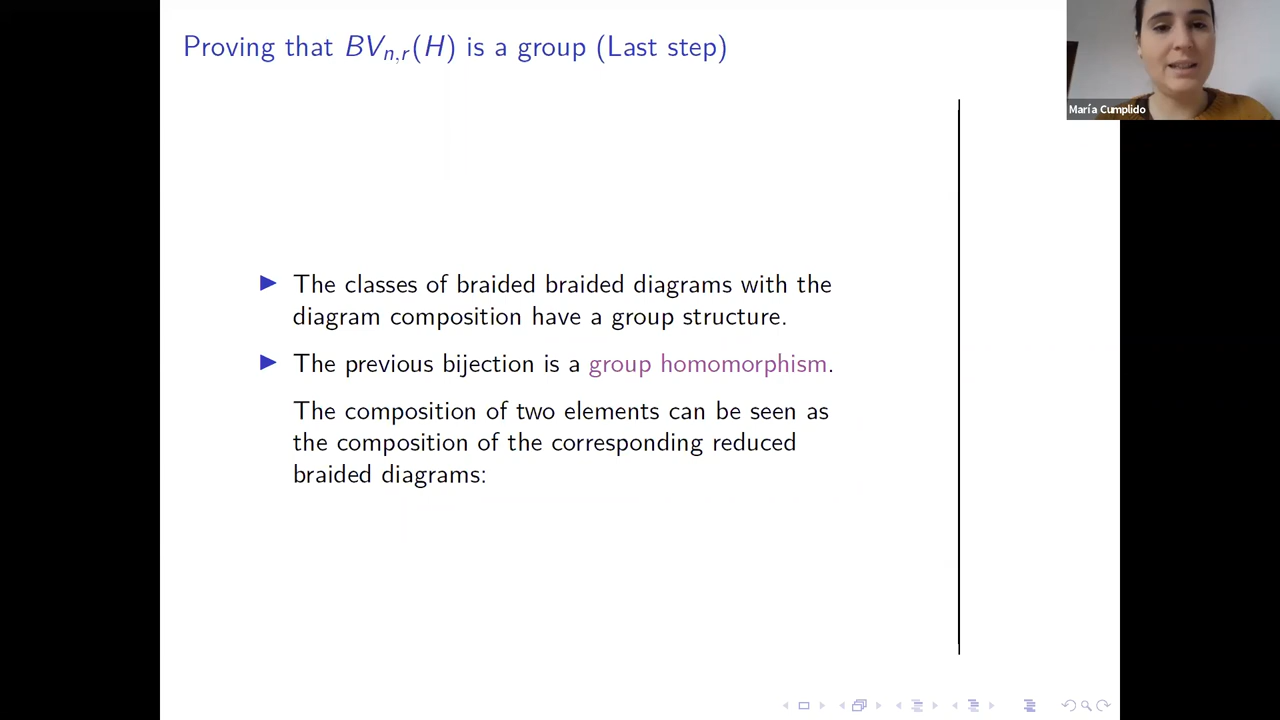 Proving that BVn,r(H) is a group (Last step)
María Cumplido
The classes of braided braided diagrams with the
diagram composition have a group structure.
The previous bijection is a group homomorphism.
The composition of two elements can be seen as
the composition of the corresponding reduced
braided diagrams: